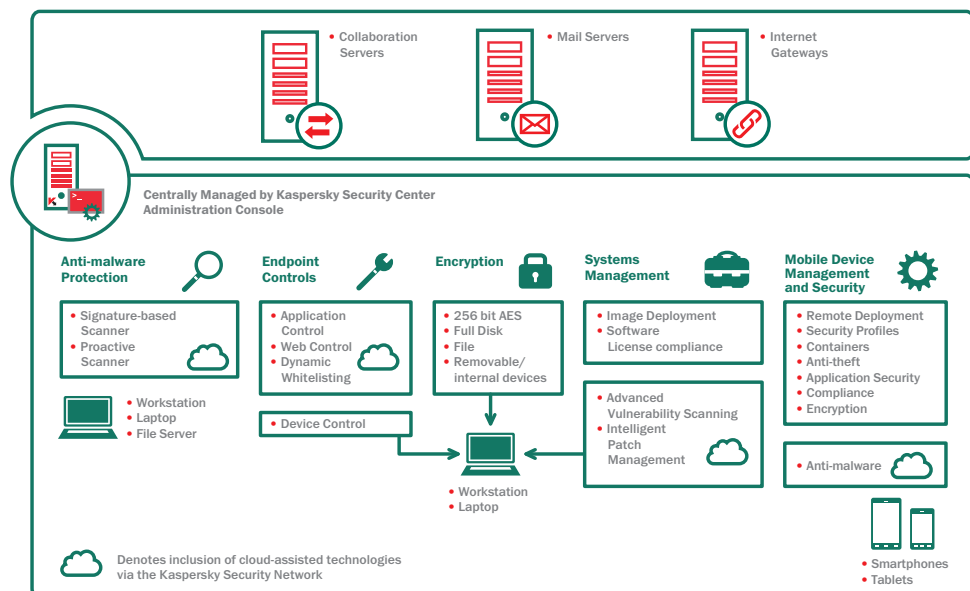 Collaboration
Servers
Mail Servers
Internet
Gateways
>_
K
Centrally Managed by Kaspersky Security Center
Administration Console
Anti-malware
Protection
Signature-based
Scanner
Proactive
Scanner
Workstation
Laptop
File Server
Endpoint
Controls
Application
Control
Web Control
Dynamic
Whitelisting
Device Control
Encryption
256 bit AES
Full Disk
File
Removable/
internal devices
Workstation
Laptop
Systems
Management
Image Deployment
Software
License compliance
Advanced
Vulnerability Scanning
Intelligent
Patch
Management
Mobile Device
Management
and Security
Remote Deployment
Security Profiles
Containers
Anti-theft
Application Security
Compliance
Encryption
Anti-malware
Smartphones
Tablets
Denotes inclusion of cloud-assisted technologies
via the Kaspersky Security Network